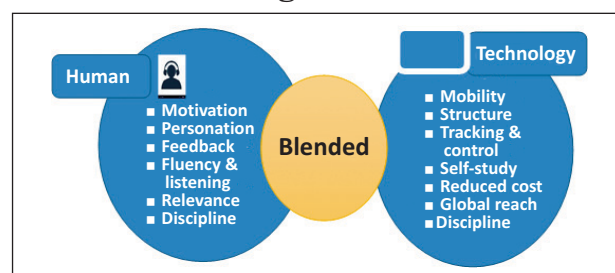 Human
■ Motivation
■ Personation
■ Feedback
■ Fluency &
listening
■ Relevance
■ Discipline
Blended
Technology
■ Mobility
■ Structure
■ Tracking &
control
■ Self-study
■ Reduced cost
■ Global reach
■ Discipline